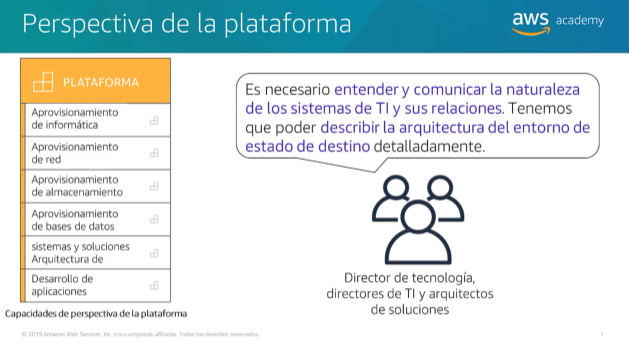 Perspectiva de la plataforma
aws academy
PLATAFORMA
Aprovisionamiento
de informática
Aprovisionamiento
de red
Aprovisionamiento
de almacenamiento
Aprovisionamiento
de bases de datos
sistemas y soluciones
Arquitectura de
Desarrollo de
aplicaciones
Capacidades de perspectiva de la plataforma
Es necesario entender y comunicar la naturaleza
de los sistemas de TI y sus relaciones. Tenemos
que poder describir la arquitectura del entorno de
estado de destino detalladamente.
Director de tecnología,
directores de TI y arquitectos
de soluciones
© 2019 Amazon Web Services, Inc. o sus empresas afiliadas. Todos los derechos reservados.
7